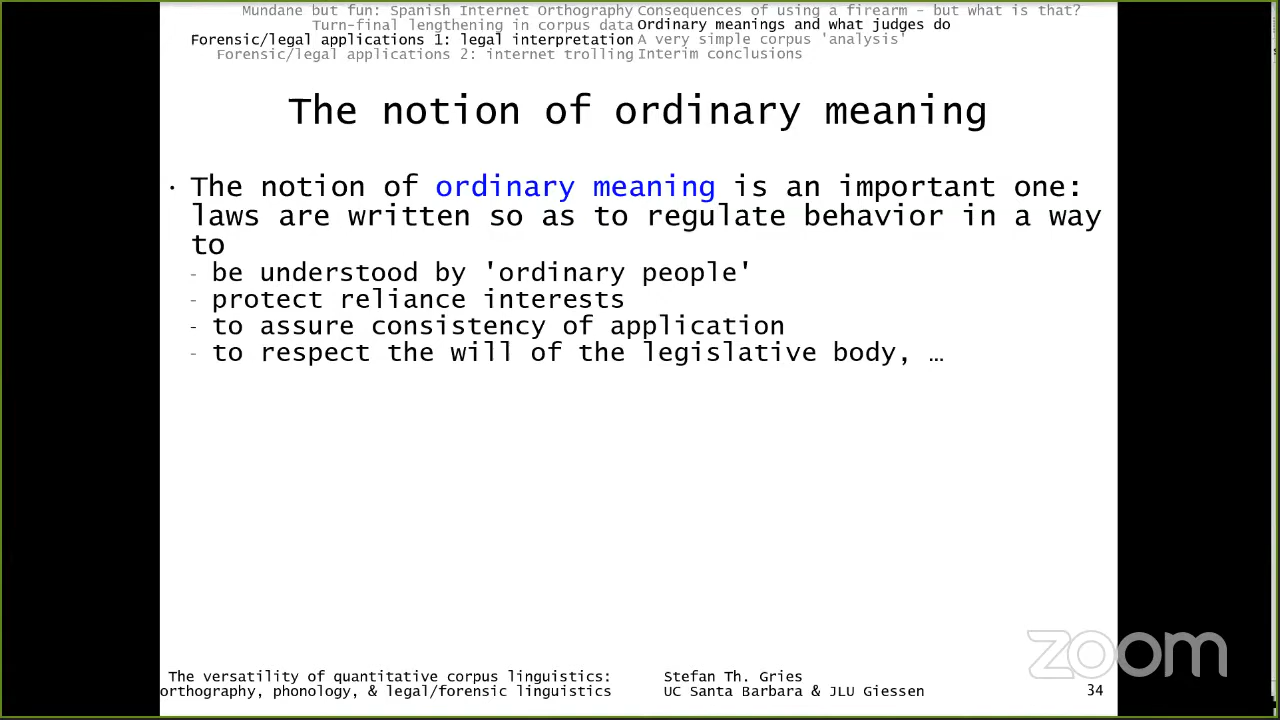 Mundane but fun: Spanish Internet Orthography
Turn-final lengthening in corpus data
Forensic/legal applications 1: legal interpretation
Forensic/legal applications 2: internet trolling
Consequences of using a firearm – but what is that?
Ordinary meanings and what judges do
A very simple corpus 'analysis'
Interim conclusions
The notion of ordinary meaning
· The notion of ordinary meaning is an important one:
laws are written so as to regulate behavior in a way
to
- be understood by 'ordinary people'
- protect reliance interests
- to assure consistency of application
- to respect the will of the legislative body, …
zoom
The versatility of quantitative corpus linguistics:
orthography, phonology, & legal/forensic linguistics
Stefan Th. Gries
UC Santa Barbara & JLU Giessen
34